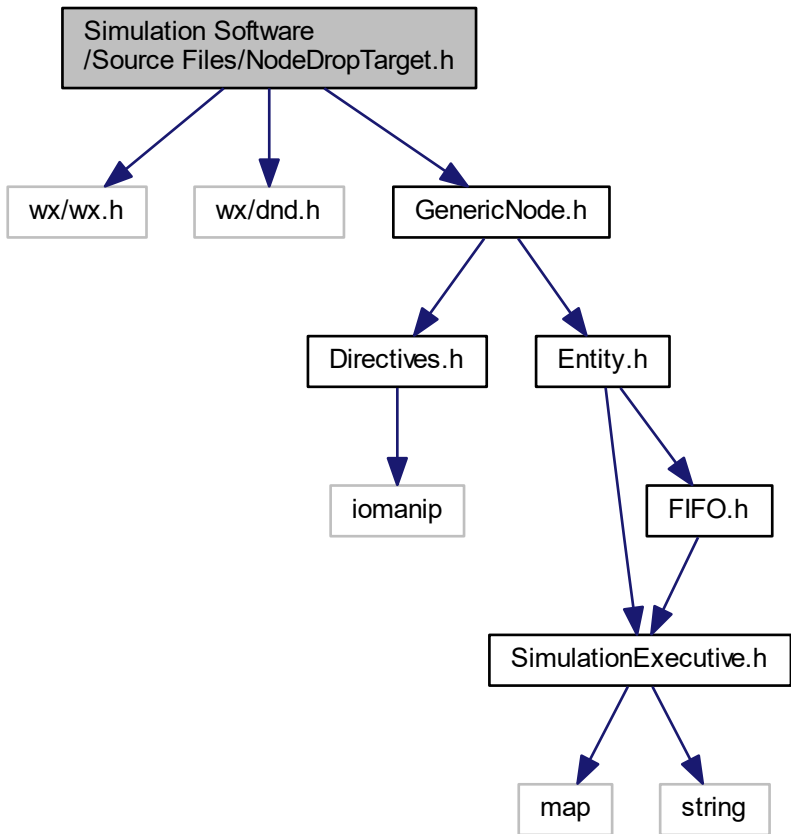 Simulation Software
/Source Files/NodeDropTarget.h
wx/wx.h
wx/dnd.h
GenericNode.h
Directives.h
Entity.h
iomanip
FIFO.h
SimulationExecutive.h
map
string